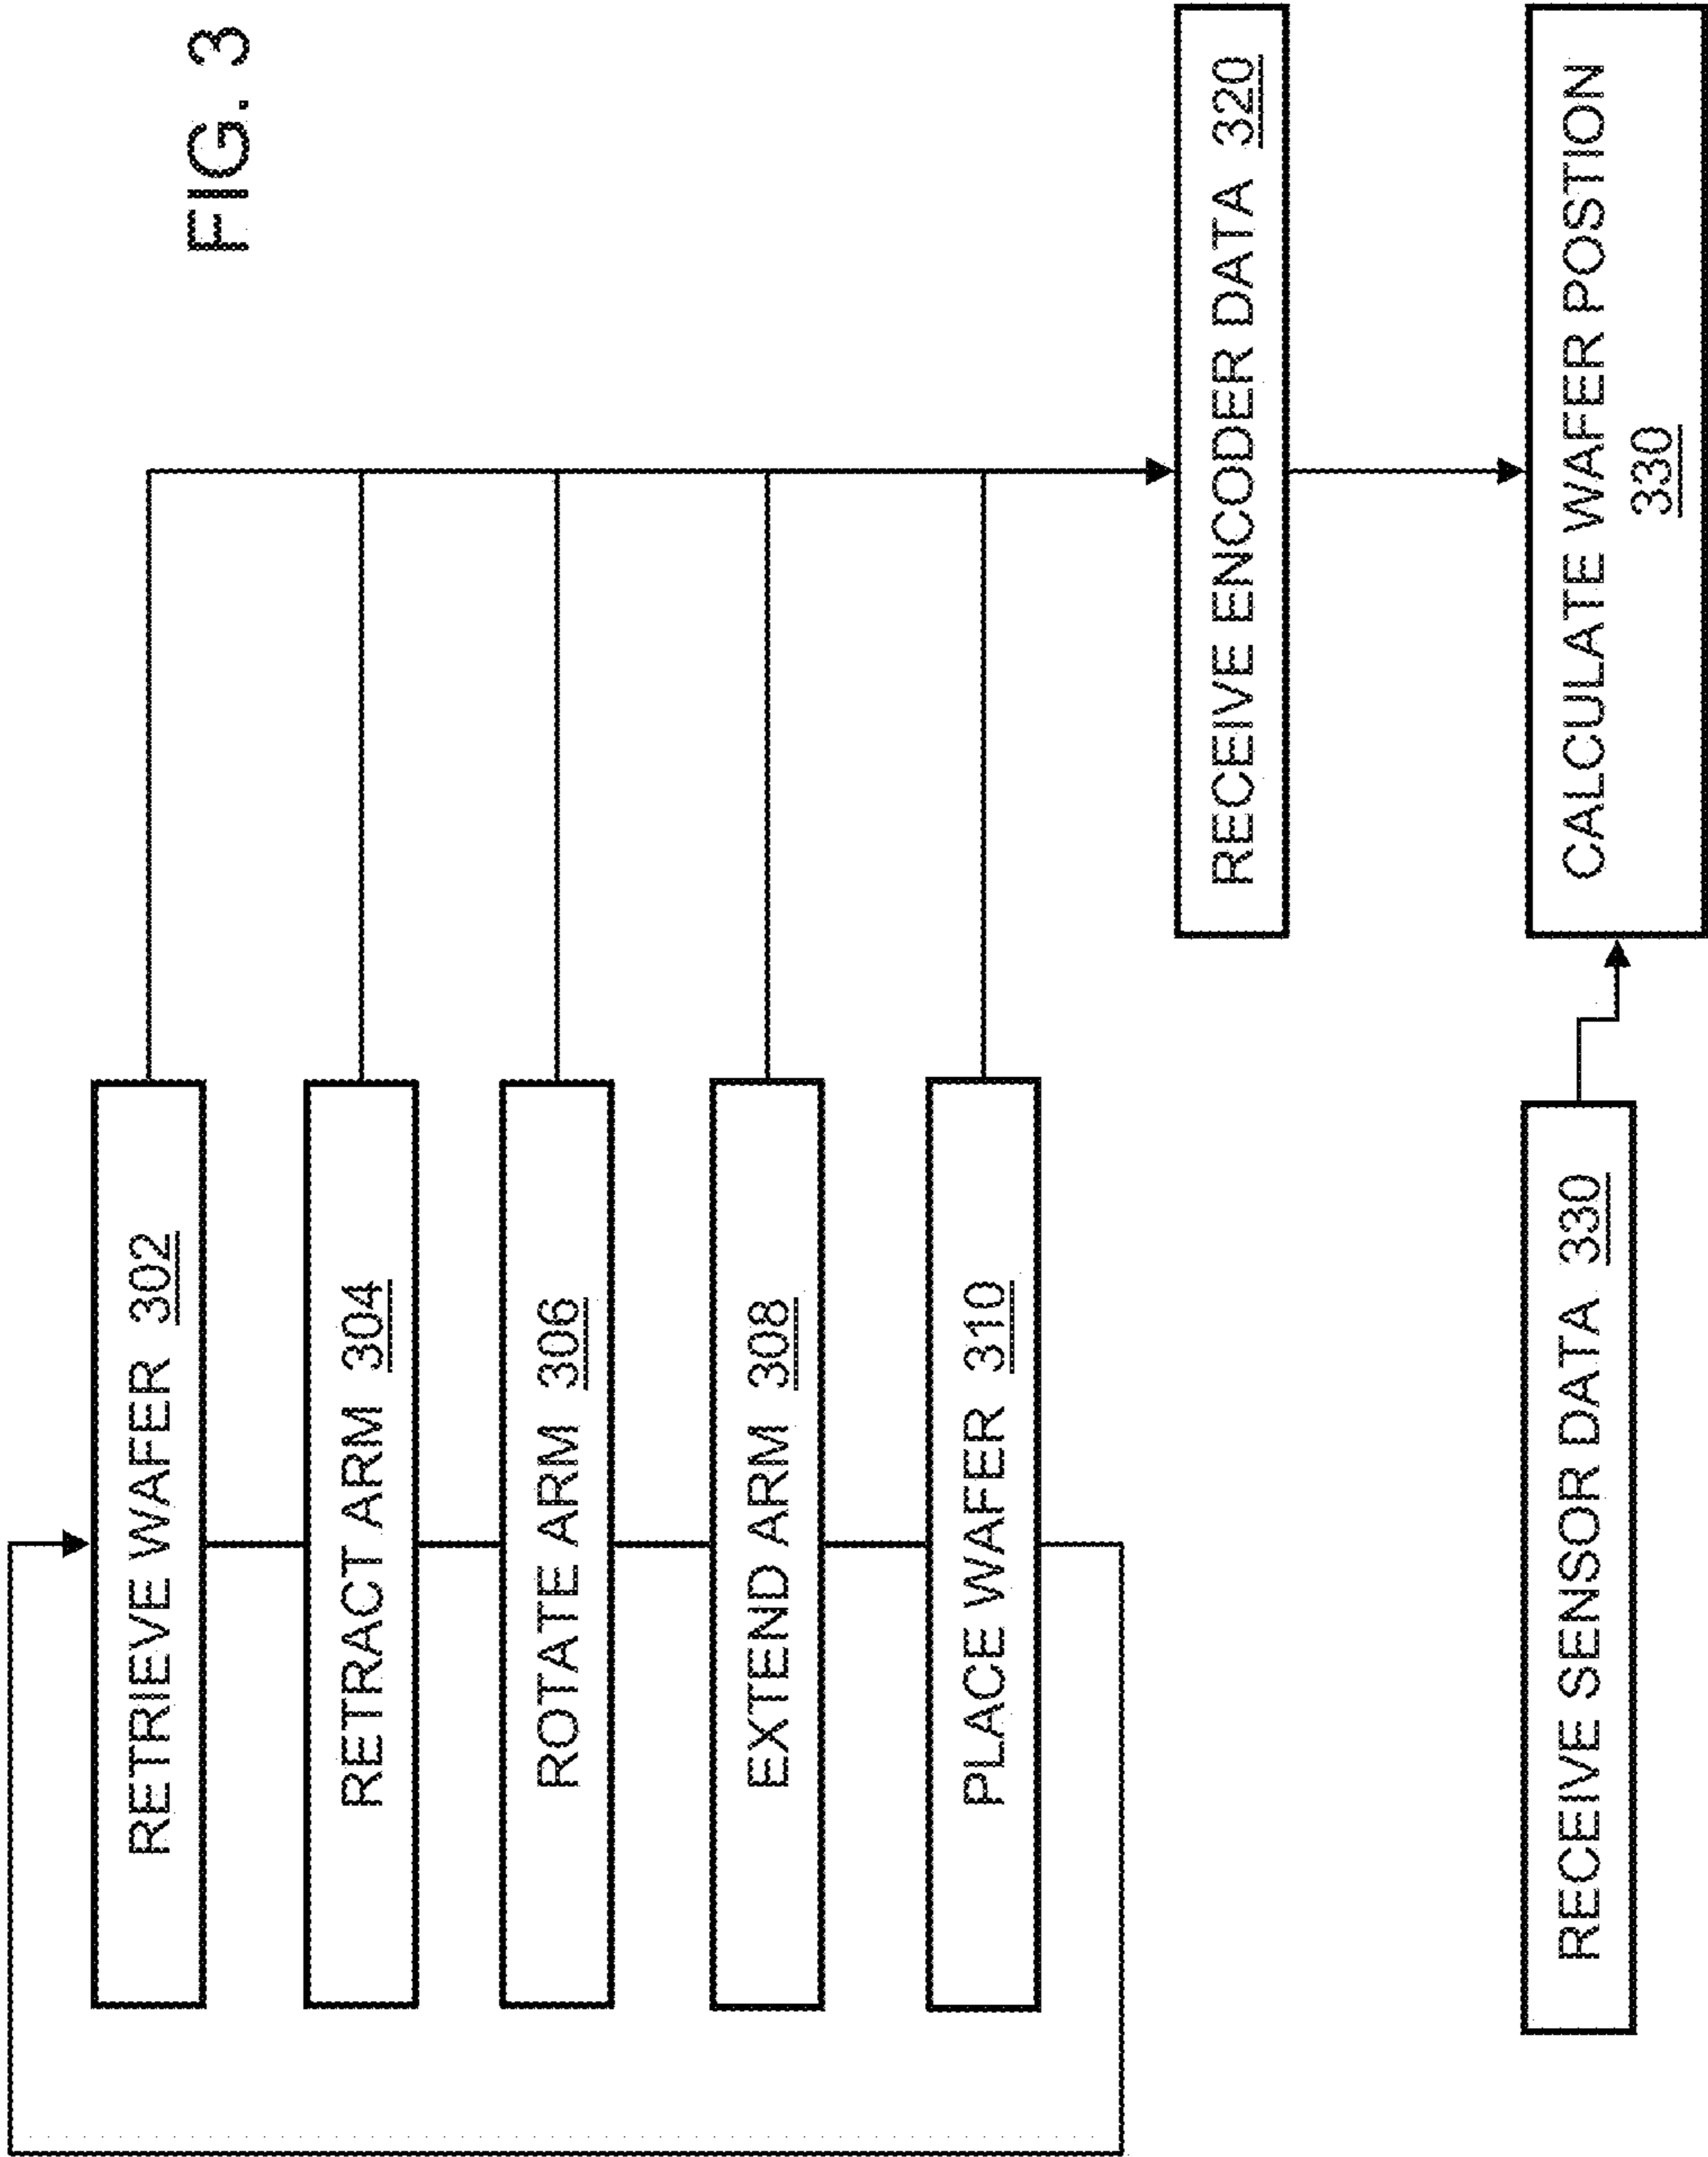 FIG. 3
RETRIEVE WAFER 302
RETRACT ARM 304
ROTATE ARM 306
EXTEND ARM 308
PLACE WAFER 310
RECEIVE ENCODER DATA 320
RECEIVE SENSOR DATA 330
CALCULATE WAFER POSTION
330